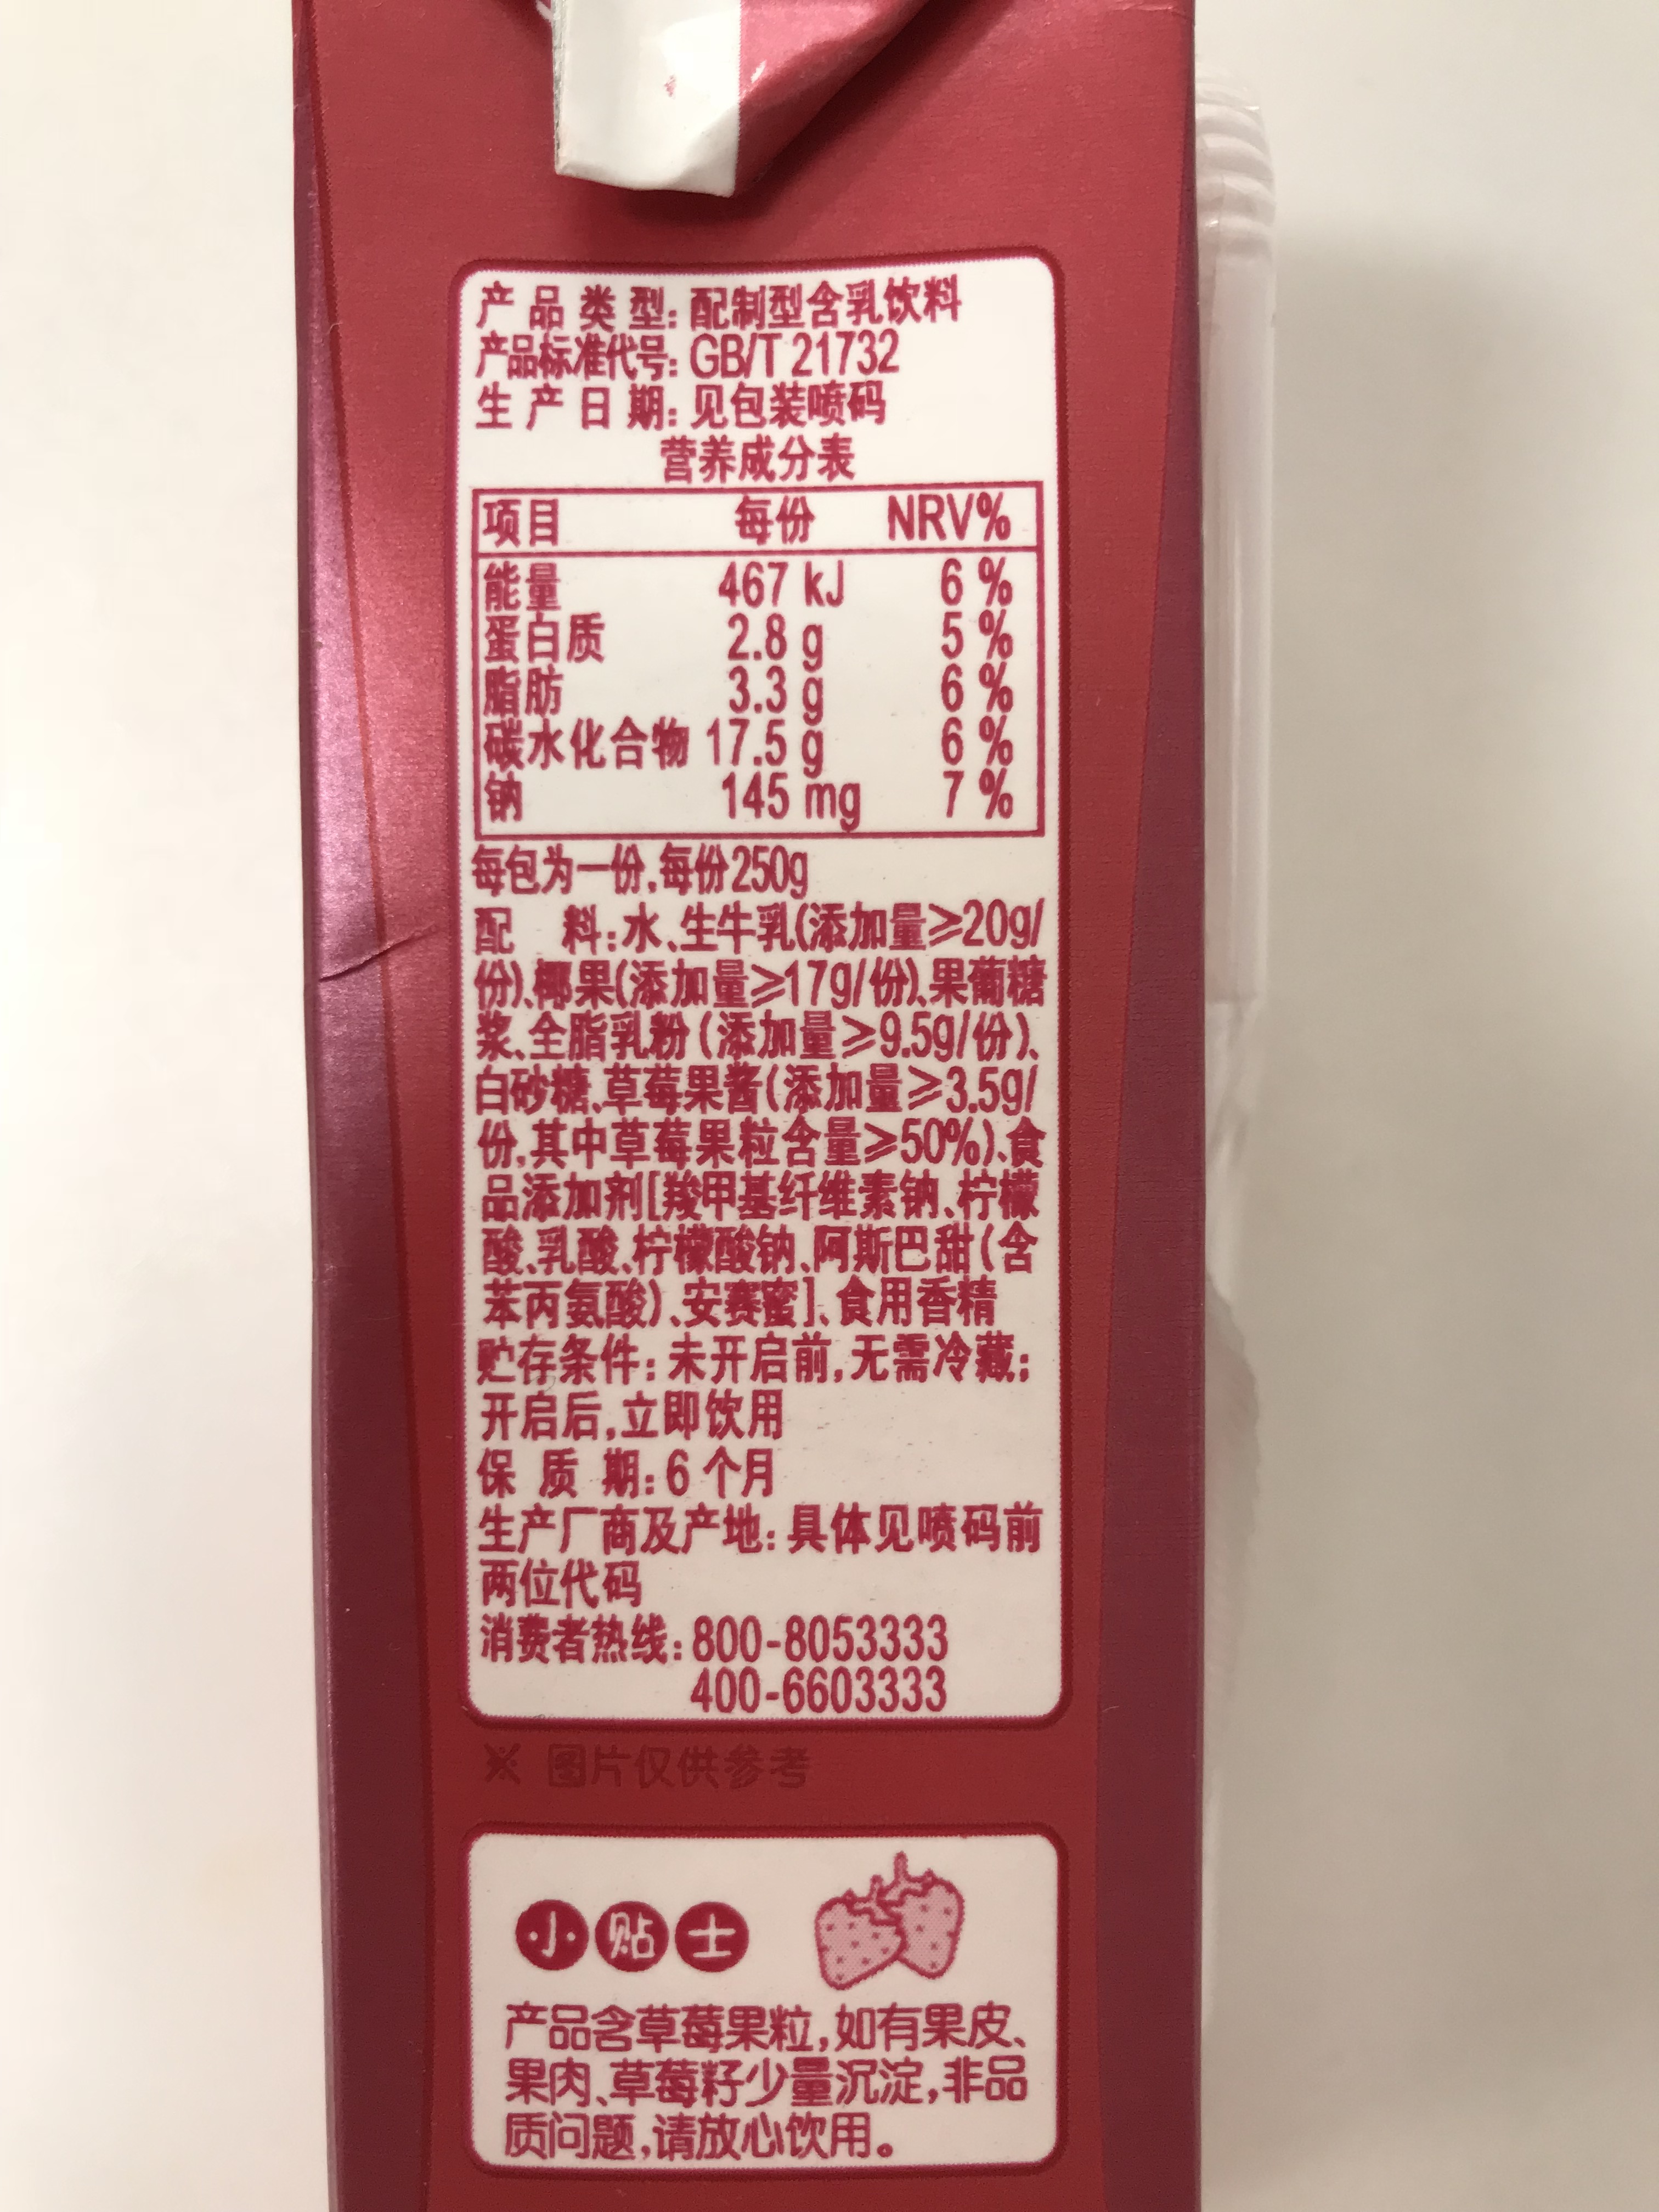 产品类型: 配制型含乳饮料
产品标准代号: GB/T 21732
生产日期: 见包装喷码
营养成分表
项目 每份 NRV%
能量 467 kJ 6 %
蛋白质 2.8 g 5 %
脂肪 3.3 g 6 %
碳水化合物 17.5 g 6 %
钠 145 mg 7 %
每包为一份,每份250g
配 料:水、生牛乳(添加量≥20g/
份)、椰果(添加量≥17g/份)、果葡糖
浆、全脂乳粉(添加量≥9.5g/份)、
白砂糖、草莓果酱(添加量≥3.5g/
份,其中草莓果粒含量≥50%)、食
品添加剂[羧甲基纤维素钠、柠檬
酸、乳酸、柠檬酸钠、阿斯巴甜(含
苯丙氨酸)、安赛蜜]、食用香精
贮存条件: 未开启前,无需冷藏;
开启后,立即饮用
保质期: 6个月
生产厂商及产地: 具体见喷码前
两位代码
消费者热线: 800-8053333
400-6603333
※ 图片仅供参考
小贴士
产品含草莓果粒,如有果皮、
果肉、草莓籽少量沉淀,非品
质问题,请放心饮用。